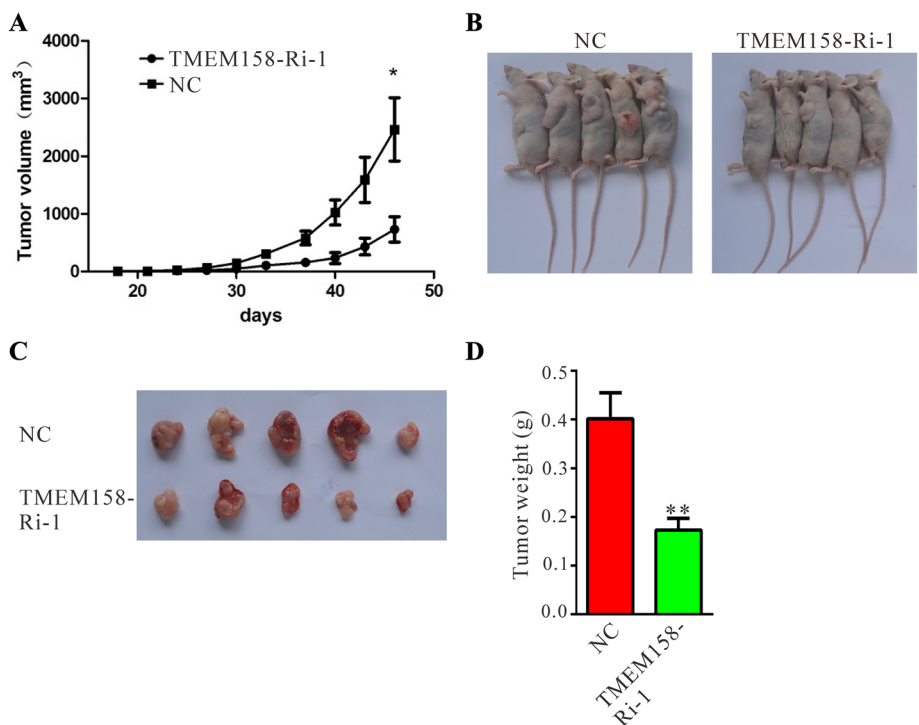 A
4000
3000
2000
1000
0
Tumor volume (mm³)
TMEM158-Ri-1
NC
*
20
30
40
50
days
B
NC
TMEM158-Ri-1
C
NC
TMEM158-
Ri-1
D
0.5
0.4
0.3
0.2
0.1
0.0
Tumor weight (g)
**
NC
TMEM158-
Ri-1